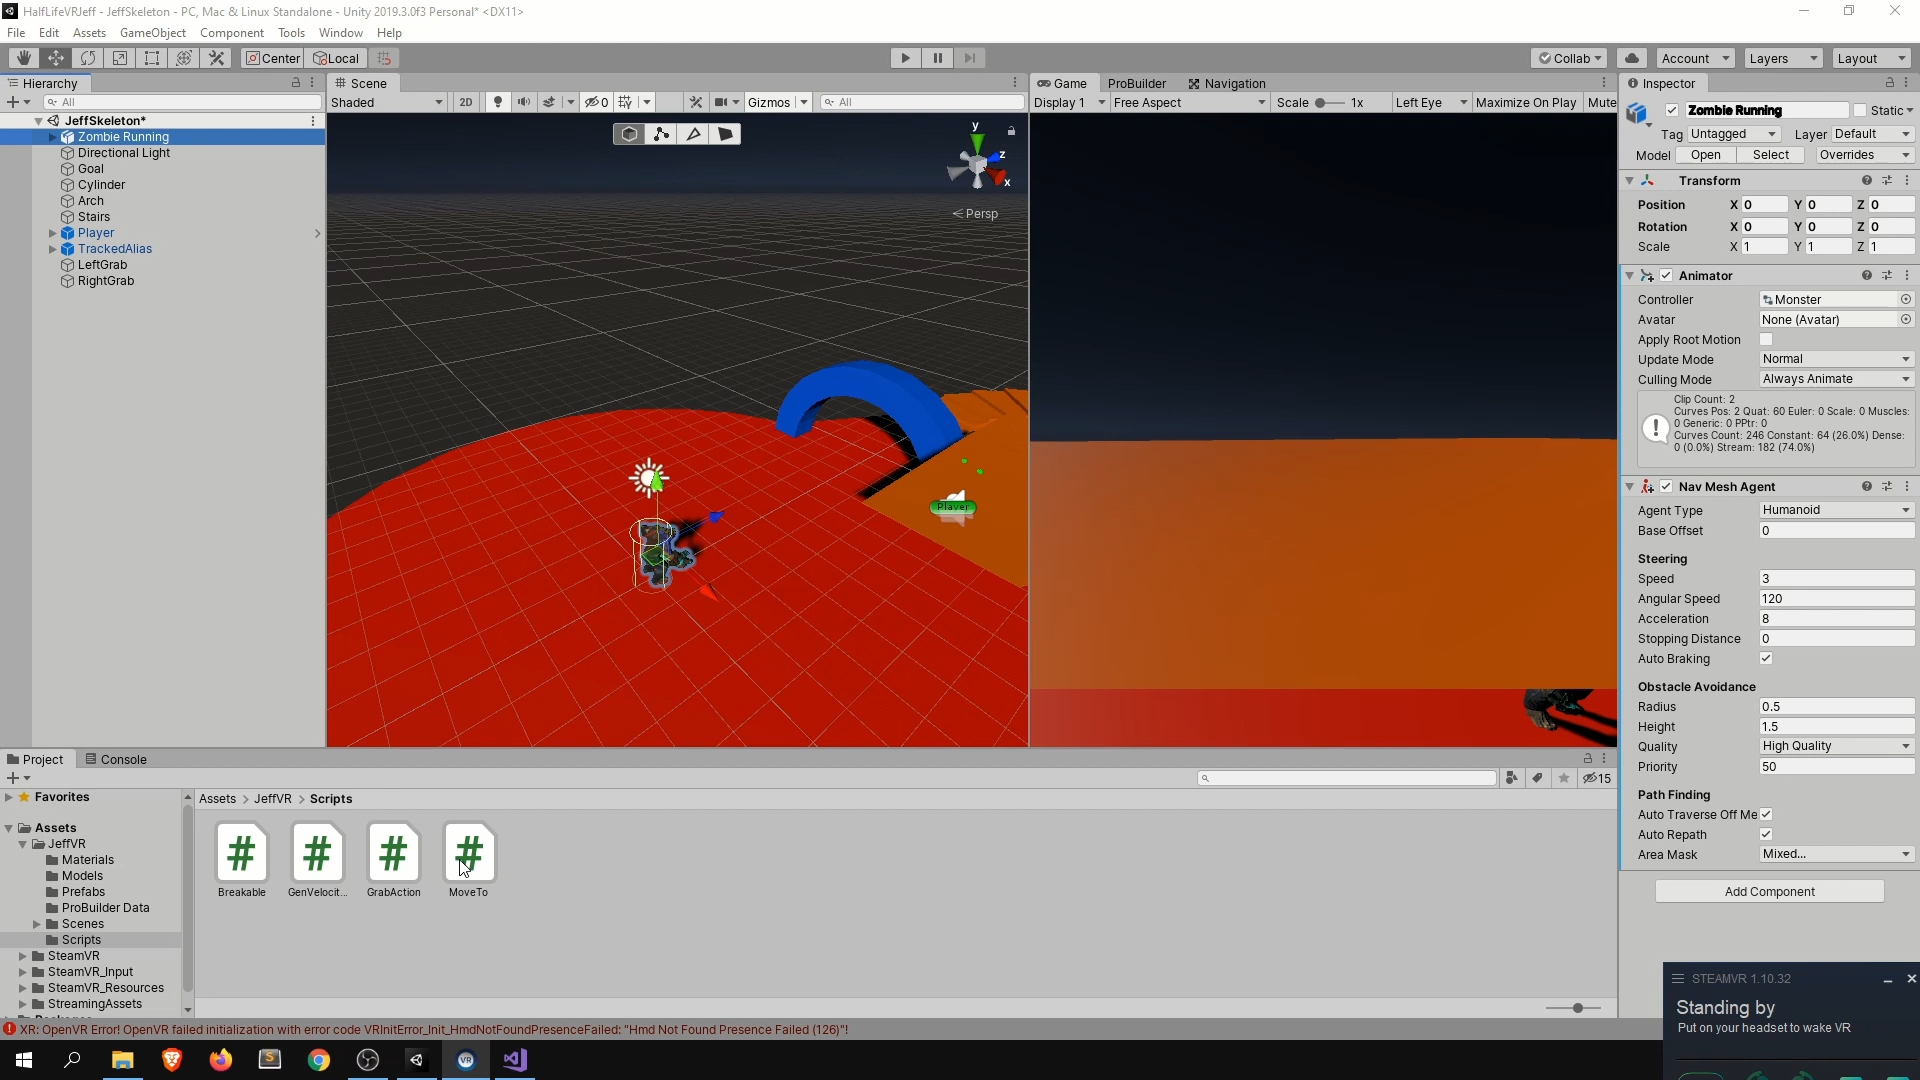 HalfLifeVRJeff - JeffSkeleton - PC, Mac & Linux Standalone - Unity 2019.3.0f3 Personal* <DX11>
File Edit Assets GameObject Component Tools Window Help
Center Local Collab Account Layers Layout
Hierarchy
All
JeffSkeleton*
Zombie Running
Directional Light
Goal
Cylinder
Arch
Stairs
Player
TrackedAlias
LeftGrab
RightGrab
Scene
Shaded 2D 0 Gizmos All
y
z
x
Persp
Player
Game ProBuilder Navigation
Display 1 Free Aspect Scale 1x Left Eye Maximize On Play Mute
Inspector
Zombie Running Static
Tag Untagged Layer Default
Model Open Select Overrides
Transform
Position X 0 Y 0 Z 0
Rotation X 0 Y 0 Z 0
Scale X 1 Y 1 Z 1
Animator
Controller Monster
Avatar None (Avatar)
Apply Root Motion
Update Mode Normal
Culling Mode Always Animate
Clip Count: 2
Curves Pos: 2 Quat: 60 Euler: 0 Scale: 0 Muscles:
0 Generic: 0 PPtr: 0
Curves Count: 246 Constant: 64 (26.0%) Dense:
0 (0.0%) Stream: 182 (74.0%)
Nav Mesh Agent
Agent Type Humanoid
Base Offset 0
Steering
Speed 3
Angular Speed 120
Acceleration 8
Stopping Distance 0
Auto Braking
Obstacle Avoidance
Radius 0.5
Height 1.5
Quality High Quality
Priority 50
Path Finding
Auto Traverse Off Me
Auto Repath
Area Mask Mixed...
Add Component
Project Console
15
Favorites
Assets
JeffVR
Materials
Models
Prefabs
ProBuilder Data
Scenes
Scripts
SteamVR
SteamVR_Input
SteamVR_Resources
StreamingAssets
Assets > JeffVR > Scripts
# # # #
Breakable GenVelocit... GrabAction MoveTo
XR: OpenVR Error! OpenVR failed initialization with error code VRInitError_Init_HmdNotFoundPresenceFailed: "Hmd Not Found Presence Failed (126)"!
STEAMVR 1.10.32
Standing by
Put on your headset to wake VR
S VR